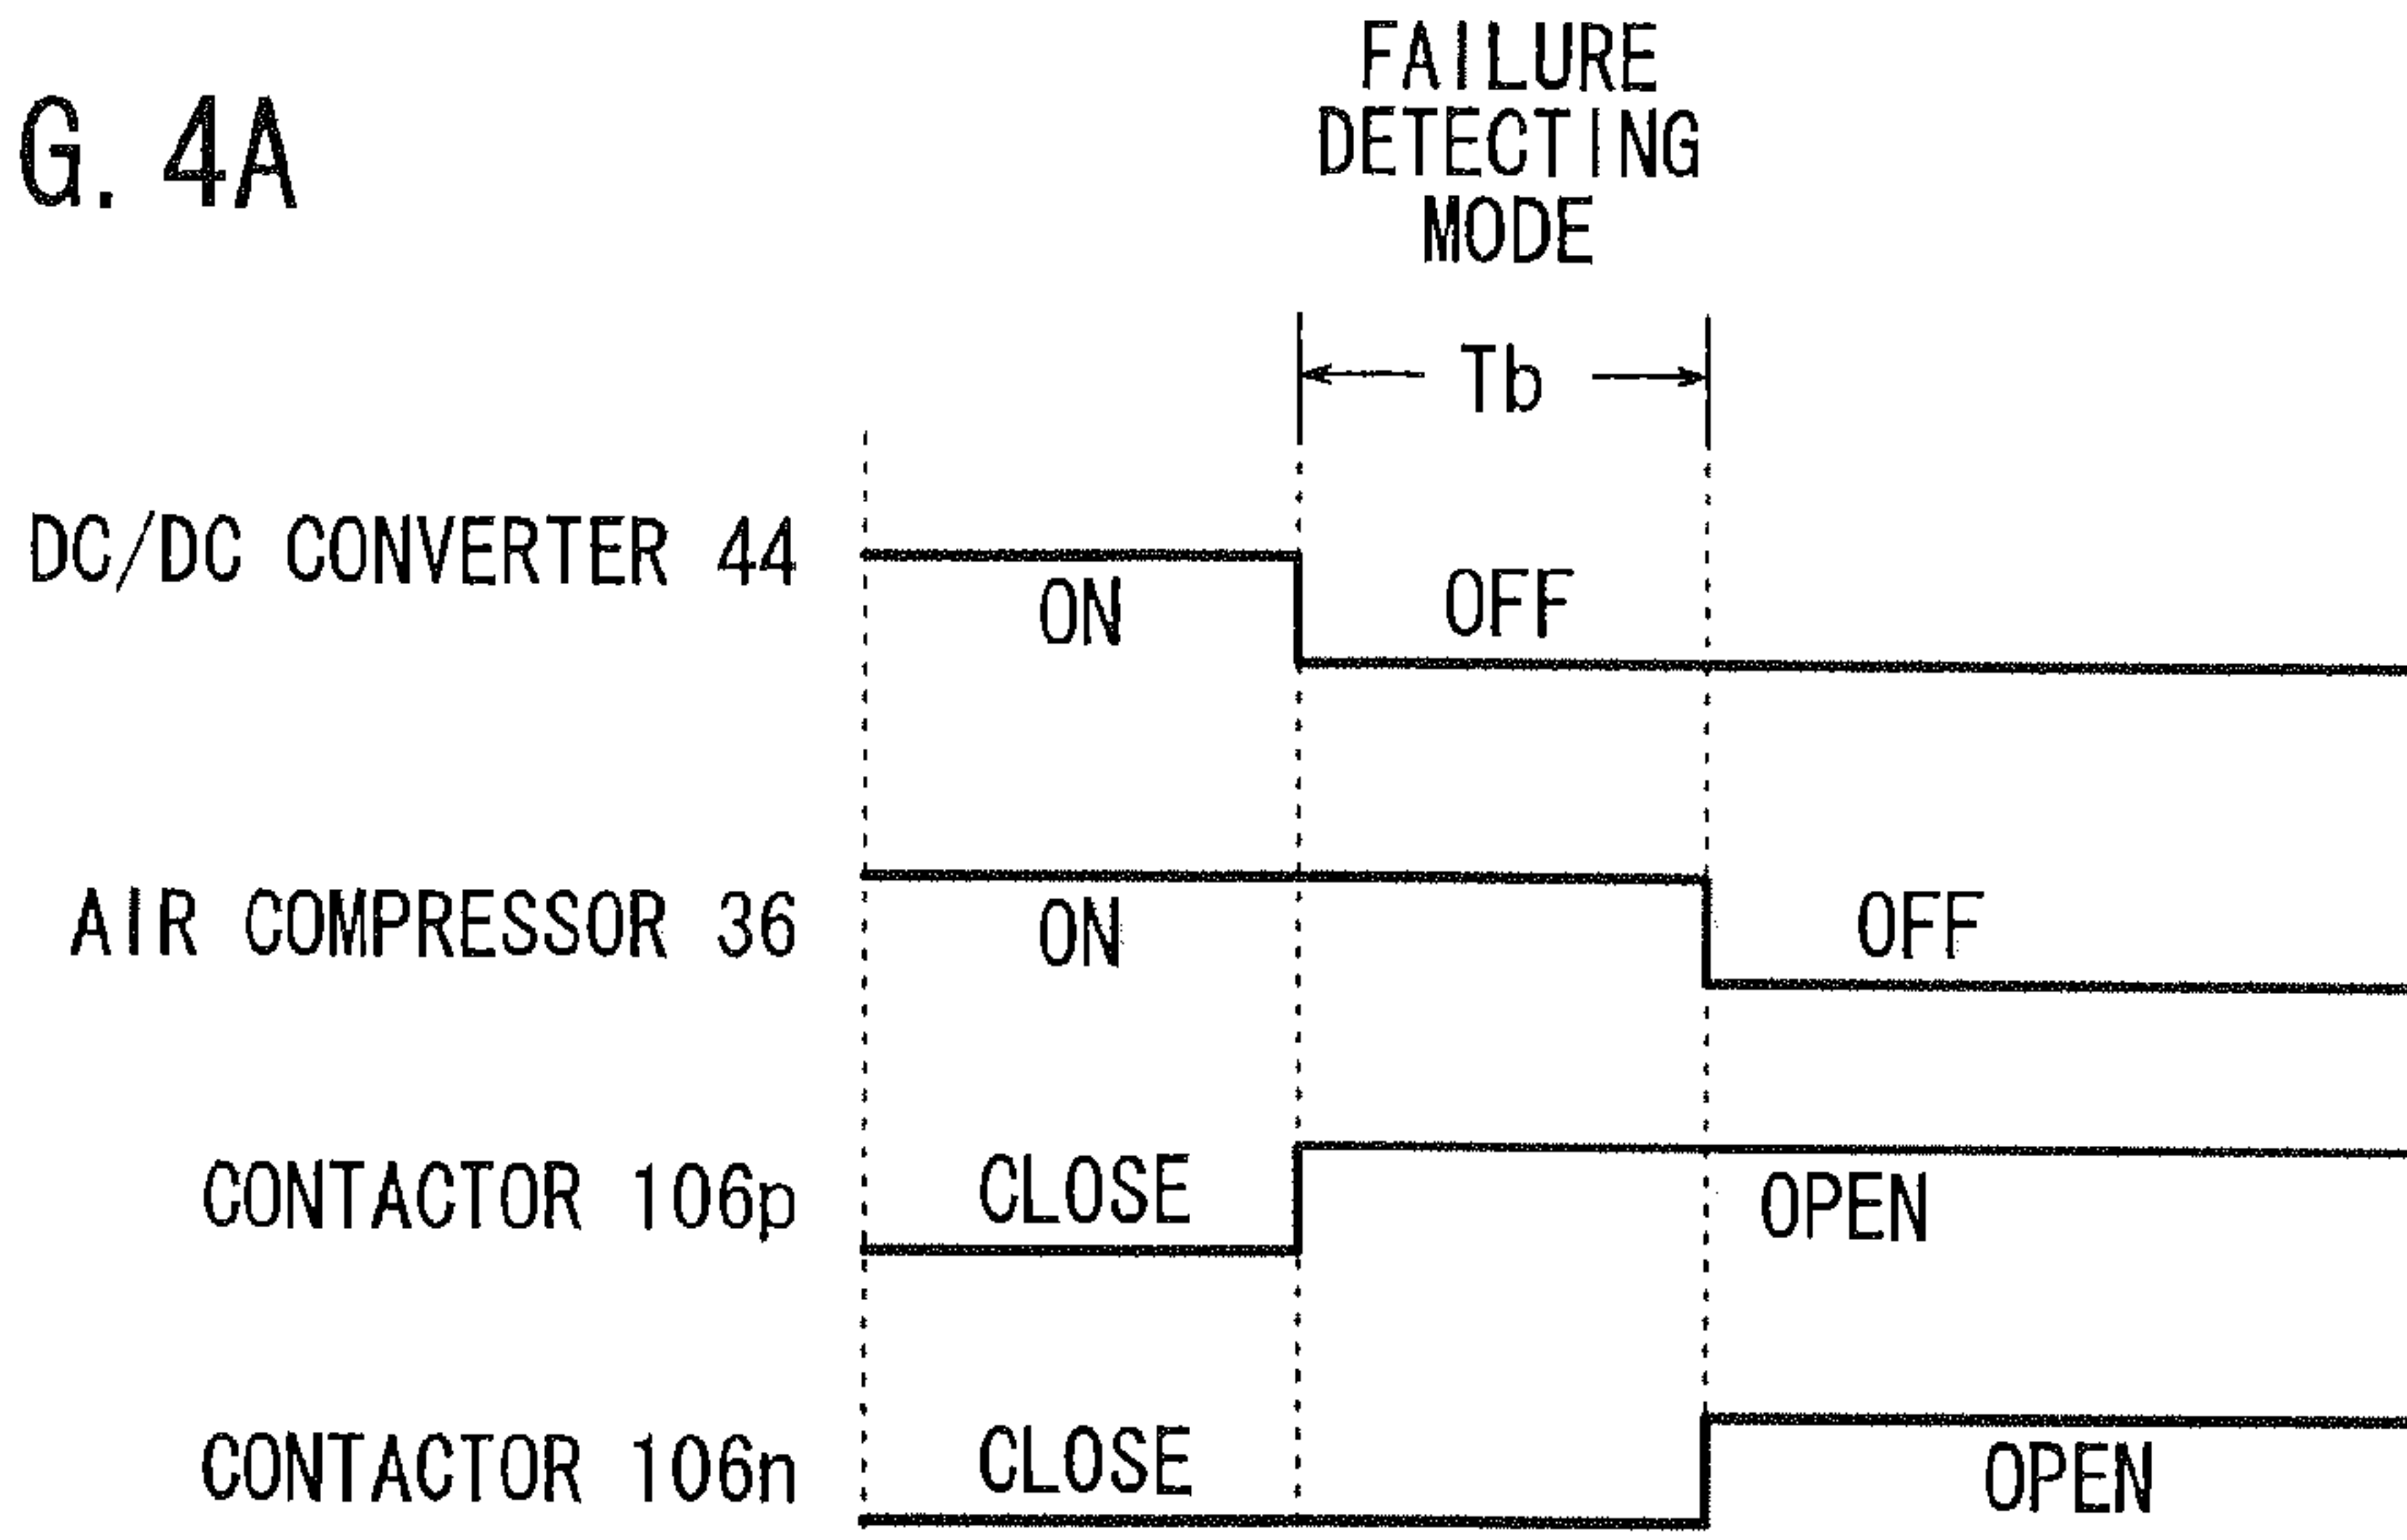 G. 4A
FAILURE
DETECTING
MODE
Tb
DC/DC CONVERTER 44
ON
OFF
AIR COMPRESSOR 36
ON
OFF
CONTACTOR 106p
CLOSE
OPEN
CONTACTOR 106n
CLOSE
OPEN